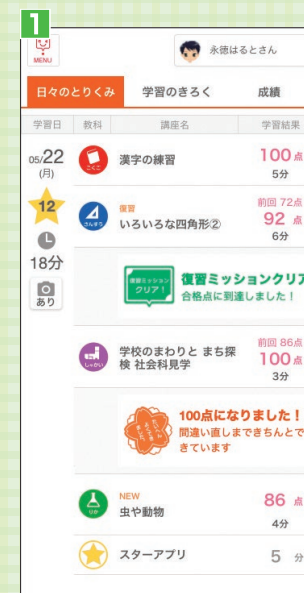 1
MENU
永徳はるとさん
日々のとりくみ 学習のきろく 成績
学習日 教科 講座名 学習結果
05/22
(月)
こくご
漢字の練習
100点
5分
12
18分
あり
さんすう
復習
いろいろな四角形②
前回 72点
92 点
6分
復習ミッション
クリア!
復習ミッションクリア
合格点に到達しました!
しゃかい
学校のまわりと まち探
検 社会科見学
前回 86点
100点
3分
100点になりました!
間違い直しまできちんとで
きています
りか
NEW
虫や動物
86 点
4分
スターアプリ
5 分